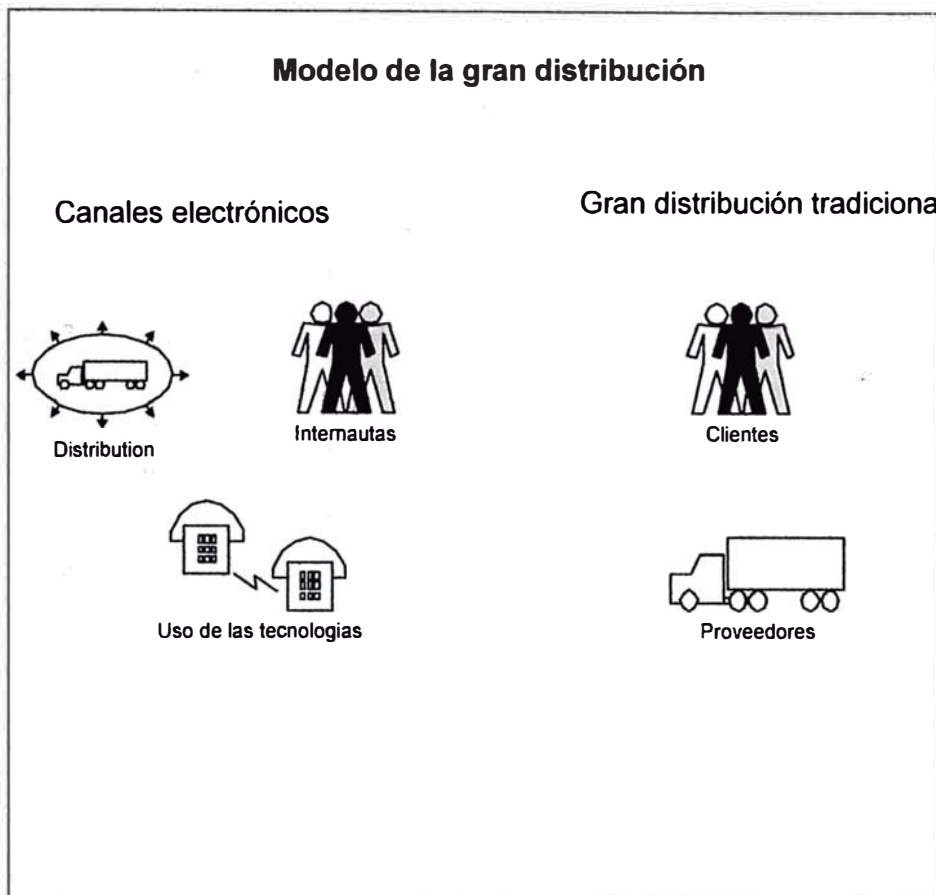 Modelo de la gran distribución
Canales electrónicos
Gran distribución tradiciona
Distribution
Internautas
Clientes
Uso de las tecnologias
Proveedores